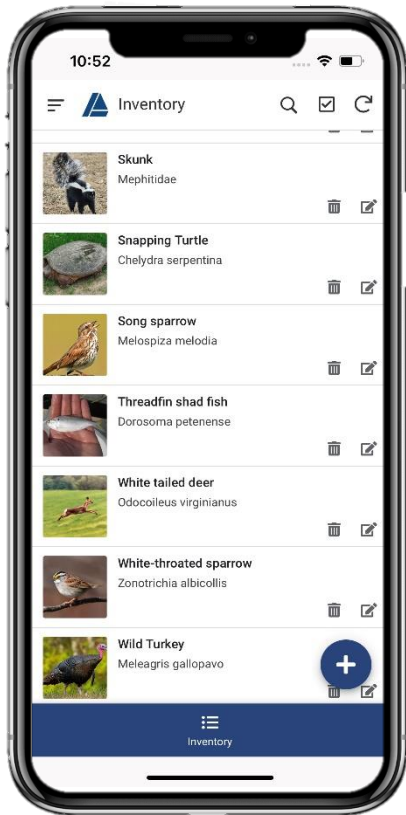 10:52
Inventory
Skunk
Mephitidae
Snapping Turtle
Chelydra serpentina
Song sparrow
Melospiza melodia
Threadfin shad fish
Dorosoma petenense
White tailed deer
Odocoileus virginianus
White-throated sparrow
Zonotrichia albicollis
Wild Turkey
Meleagris gallopavo
Inventory